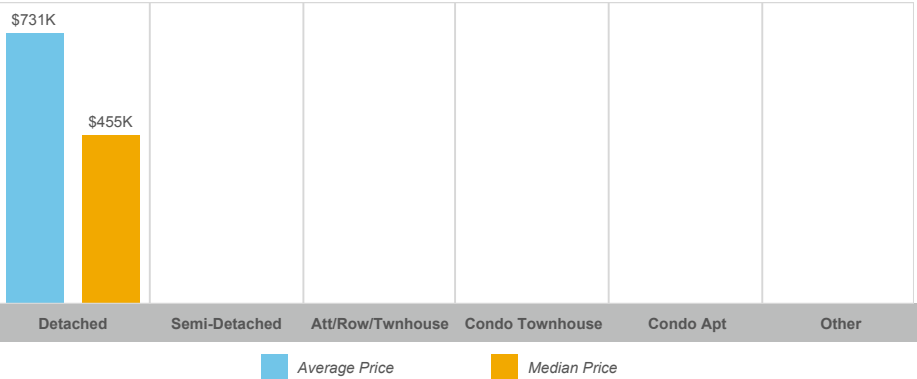 $731K
$455K
Detached Semi-Detached Att/Row/Twnhouse Condo Townhouse Condo Apt Other
Average Price Median Price